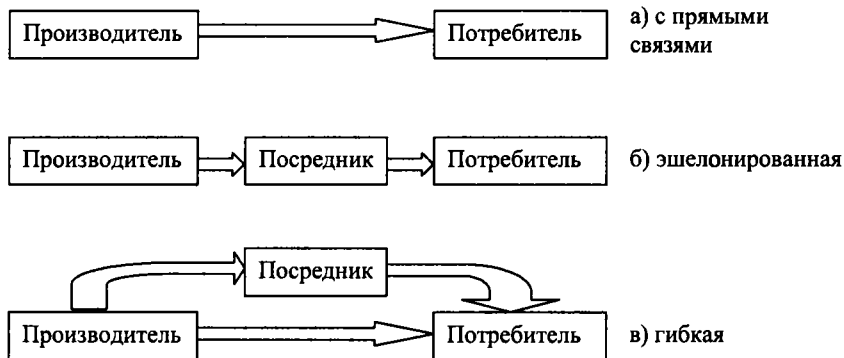 Производитель
Потребитель
а) с прямыми
связями
Производитель
Посредник
Потребитель
б) эшелонированная
Посредник
Производитель
Потребитель
в) гибкая